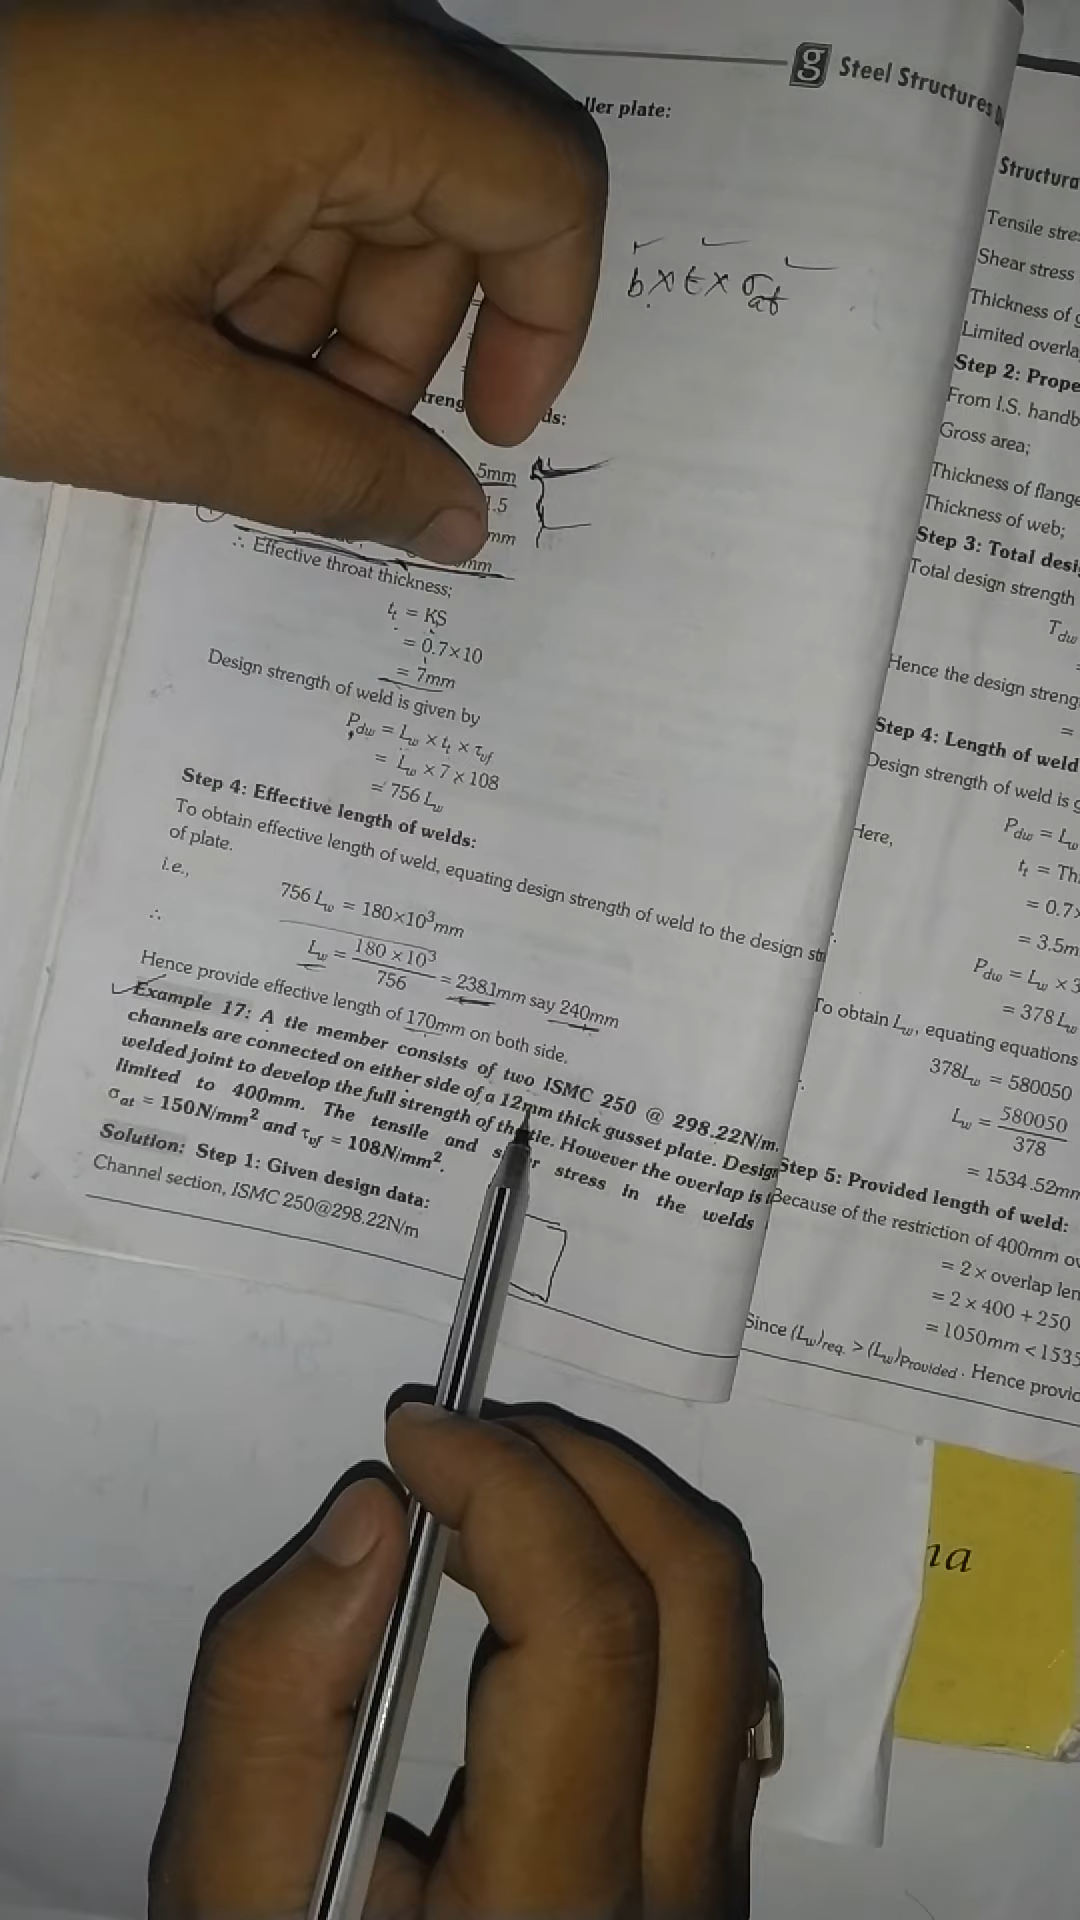 g Steel Structures
ller plate:
b x t x σat
ds:
5mm
1.5
mm
mm
∴ Effective throat thickness;
tt = KS
= 0.7×10
= 7mm
Design strength of weld is given by
Pdw = Lw × tt × τvf
= Lw × 7 × 108
= 756 Lw
Step 4: Effective length of welds:
To obtain effective length of weld, equating design strength of weld to the design
of plate.
i.e., 756 Lw = 180×10³mm
∴ Lw = 180 × 10³ / 756 = 238.1mm say 240mm
Hence provide effective length of 170mm on both side.
Example 17: A tie member consists of two ISMC 250 @ 298.22N/m.
channels are connected on either side of a 12mm thick gusset plate. Design
welded joint to develop the full strength of the tie. However the overlap is
limited to 400mm. The tensile and stress in the welds
σat = 150N/mm² and τvf = 108N/mm².
Solution: Step 1: Given design data:
Channel section, ISMC 250@298.22N/m
Structura
Tensile stre
Shear stress
Thickness of g
Limited overla
Step 2: Prope
From I.S. handb
Gross area;
Thickness of flange
Thickness of web;
Step 3: Total desi
Total design strength
Tdw
=
Hence the design streng
=
Step 4: Length of weld
Design strength of weld is g
Pdw = Lw
Here,
tt = Th
= 0.7×
∴
= 3.5m
Pdw = Lw × 3
= 378 Lw
To obtain Lw, equating equations
378Lw = 580050
∴
Lw = 580050 / 378
= 1534.52mm
Step 5: Provided length of weld:
Because of the restriction of 400mm ov
= 2 × overlap len
= 2 × 400 + 250
= 1050mm < 1535
Since (Lw)req. > (Lw)Provided. Hence provid
na